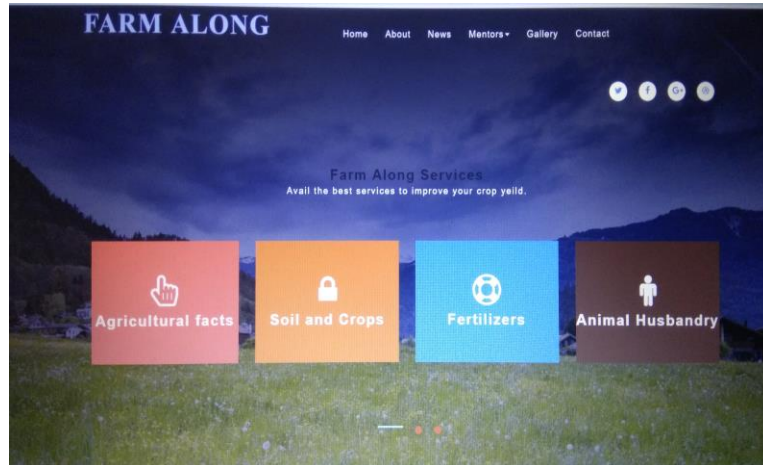 FARM ALONG
Home About News Mentors Gallery Contact
Farm Along Services
Avail the best services to improve your crop yeild.
Agricultural facts
Soil and Crops
Fertilizers
Animal Husbandry